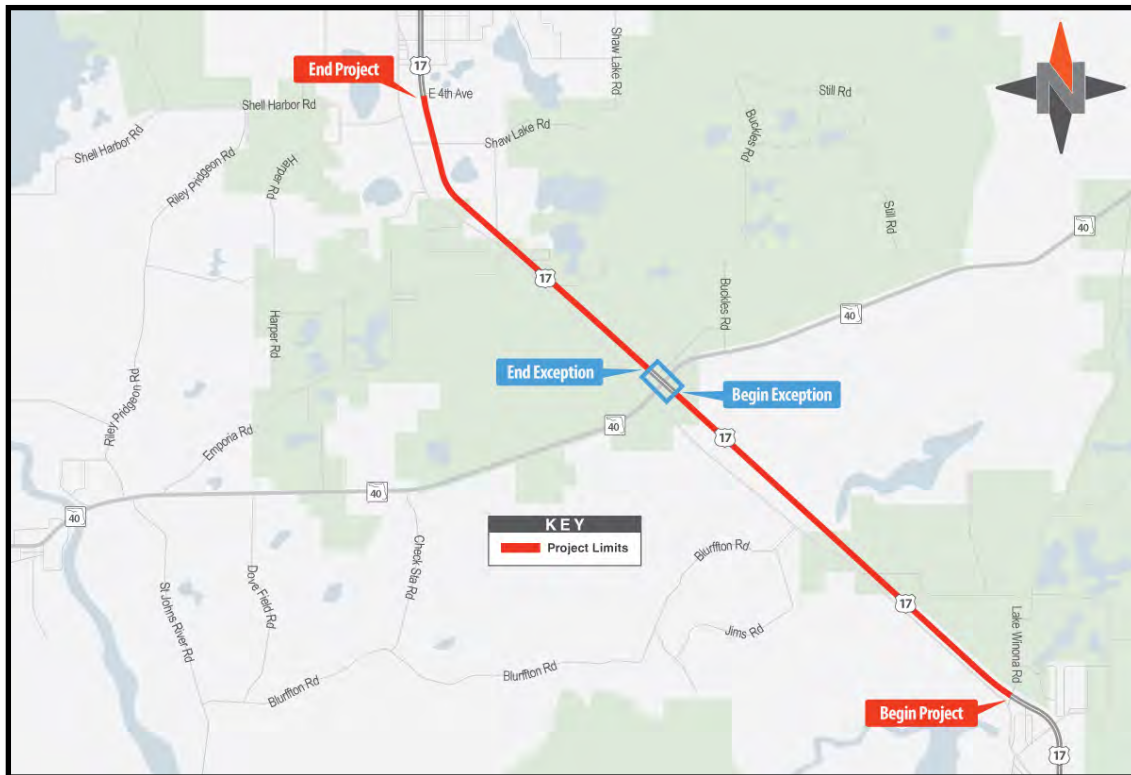 End Project
17
E 4th Ave
Shaw Lake Rd
Shell Harbor Rd
Shell Harbor Rd
Riley Pridgeon Rd
Harper Rd
Shaw Lake Rd
Still Rd
Buckles Rd
N
Still Rd
40
17
Buckles Rd
40
Harper Rd
End Exception
Begin Exception
Riley Pridgeon Rd
Emporia Rd
40
17
40
40
KEY
Project Limits
Check Sta Rd
Dove Field Rd
St Johns River Rd
Blurffton Rd
Blurffton Rd
Blurffton Rd
Jims Rd
17
Lake Winona Rd
Begin Project
17